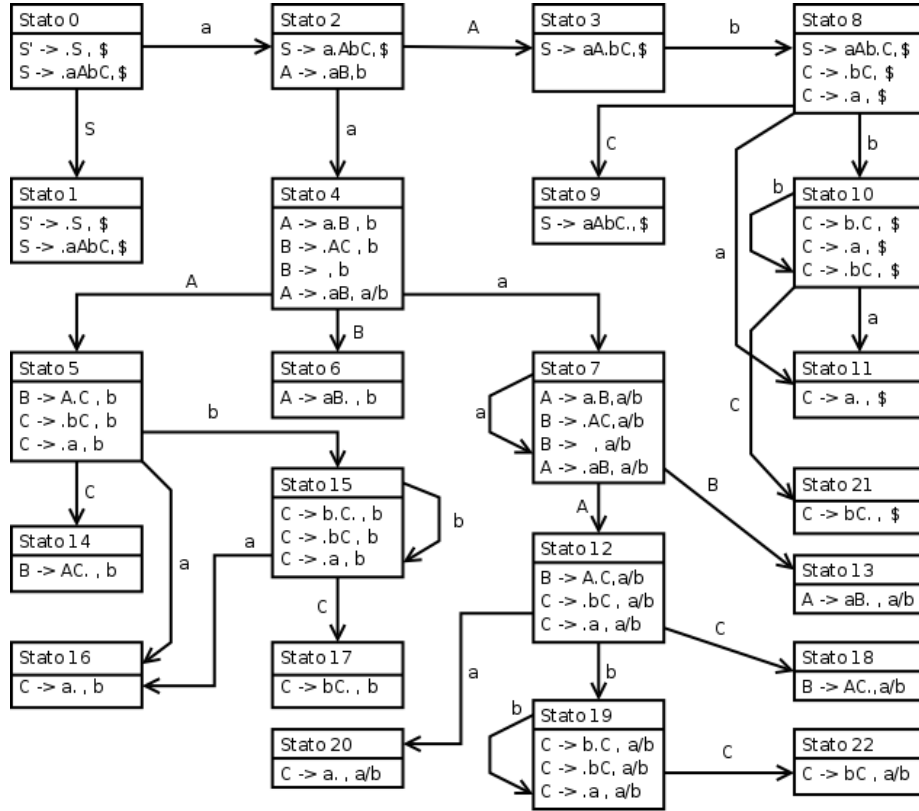 Stato 0
S' -> .S , $
S -> .aAbC, $
a
Stato 2
S -> a.AbC, $
A -> .aB,b
A
Stato 3
S -> aA.bC,$
b
Stato 8
S -> aAb.C, $
C -> .bC, $
C -> .a , $
S
a
C
b
a
Stato 1
S' -> .S , $
S -> .aAbC, $
Stato 4
A -> a.B , b
B -> .AC , b
B -> , b
A -> .aB, a/b
Stato 9
S -> aAbC., $
Stato 10
C -> b.C , $
C -> .a , $
C -> .bC , $
b
A
a
B
a
C
Stato 5
B -> A.C , b
C -> .bC , b
C -> .a , b
b
Stato 6
A -> aB. , b
Stato 7
A -> a.B,a/b
B -> .AC,a/b
B -> , a/b
A -> .aB, a/b
a
Stato 11
C -> a. , $
C
a
A
B
Stato 14
B -> AC. , b
Stato 15
C -> b.C. , b
C -> .bC , b
C -> .a , b
b
a
Stato 21
C -> bC. , $
Stato 12
B -> A.C,a/b
C -> .bC , a/b
C -> .a , a/b
Stato 13
A -> aB. , a/b
C
a
C
b
Stato 16
C -> a. , b
Stato 17
C -> bC. , b
Stato 18
B -> AC.,a/b
Stato 20
C -> a. , a/b
Stato 19
C -> b.C, a/b
C -> .bC, a/b
C -> .a , a/b
b
C
Stato 22
C -> bC , a/b